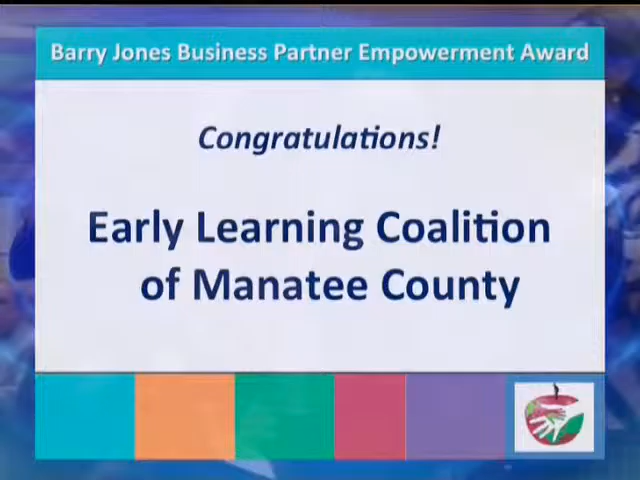 Barry Jones Business Partner Empowerment Award
Congratulations!
Early Learning Coalition
of Manatee County